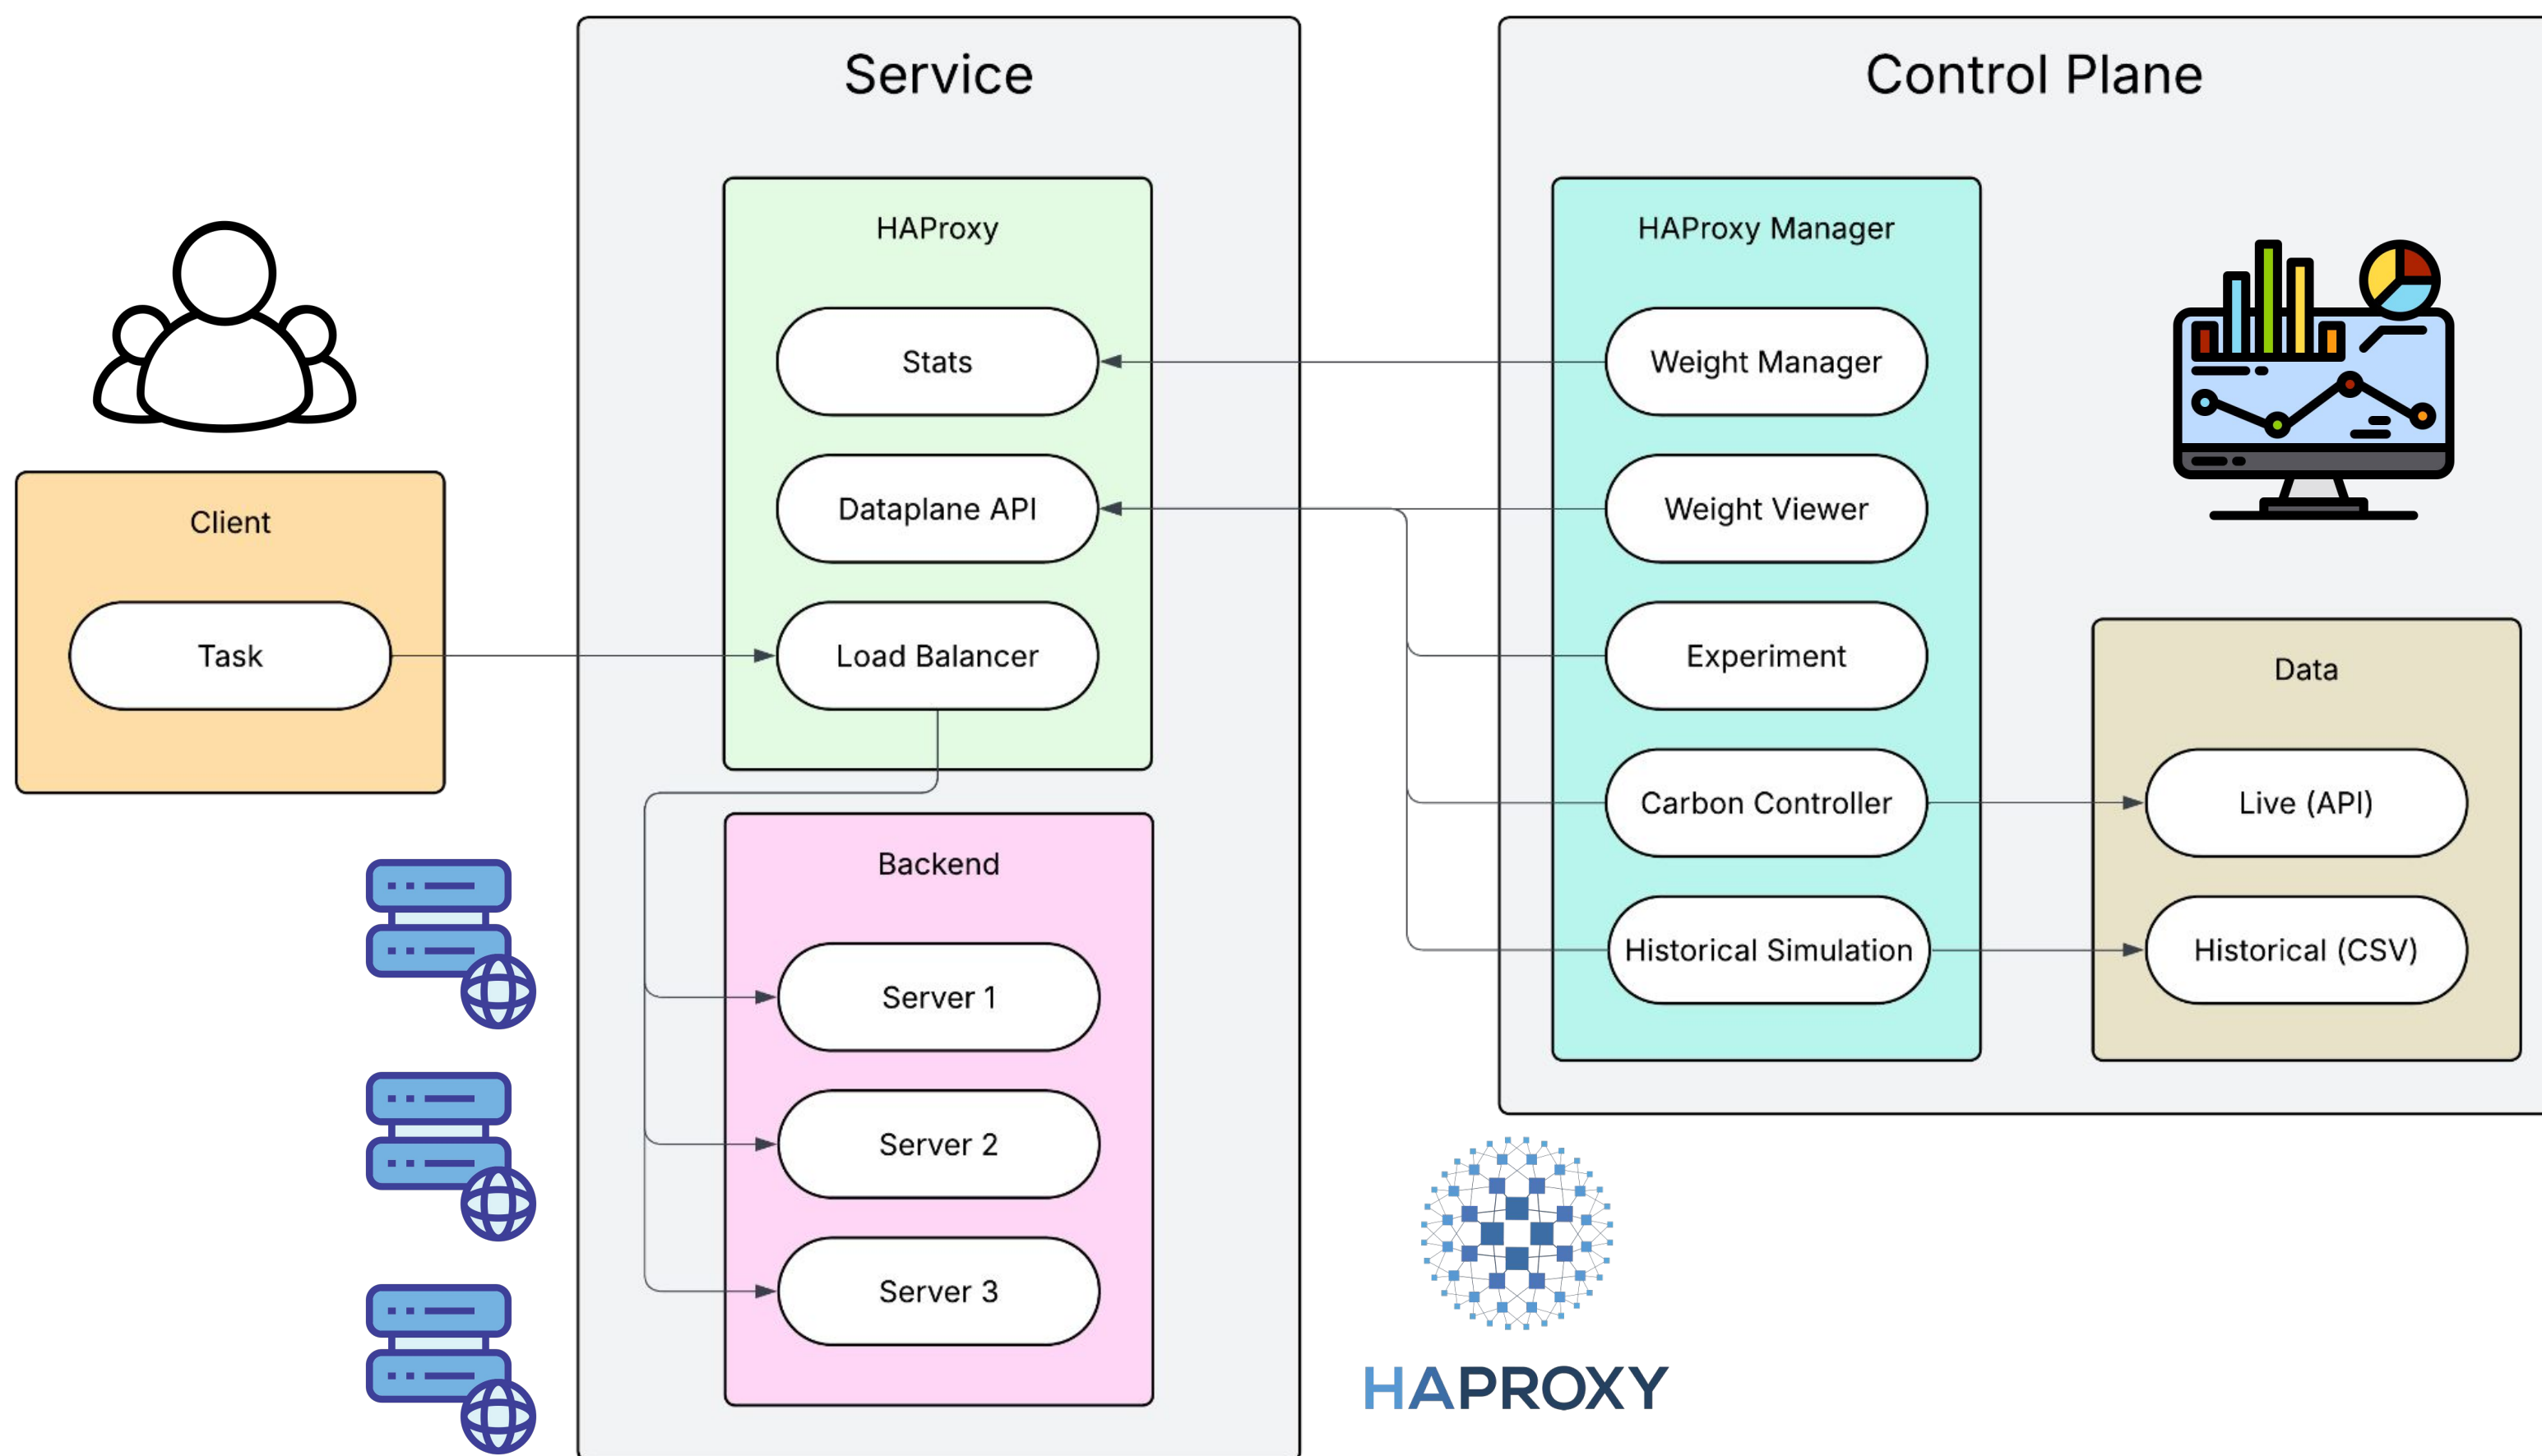 Service
Control Plane
HAProxy
HAProxy Manager
Stats
Weight Manager
Client
Dataplane API
Weight Viewer
Task
Load Balancer
Experiment
Data
Carbon Controller
Live (API)
Backend
Historical Simulation
Historical (CSV)
Server 1
Server 2
Server 3
HAPROXY